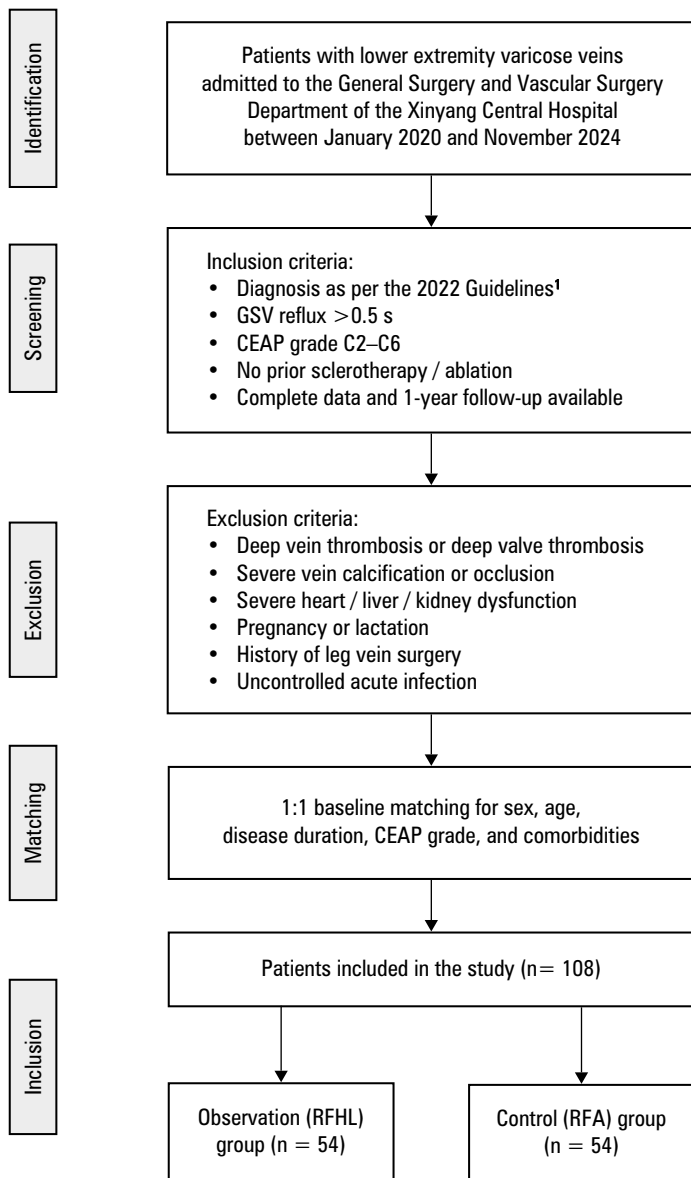 Identification
Patients with lower extremity varicose veins
admitted to the General Surgery and Vascular Surgery
Department of the Xinyang Central Hospital
between January 2020 and November 2024
Screening
Inclusion criteria:
• Diagnosis as per the 2022 Guidelines¹
• GSV reflux >0.5 s
• CEAP grade C2–C6
• No prior sclerotherapy / ablation
• Complete data and 1-year follow-up available
Exclusion
Exclusion criteria:
• Deep vein thrombosis or deep valve thrombosis
• Severe vein calcification or occlusion
• Severe heart / liver / kidney dysfunction
• Pregnancy or lactation
• History of leg vein surgery
• Uncontrolled acute infection
Matching
1:1 baseline matching for sex, age,
disease duration, CEAP grade, and comorbidities
Inclusion
Patients included in the study (n= 108)
Observation (RFHL)
group (n = 54)
Control (RFA) group
(n = 54)